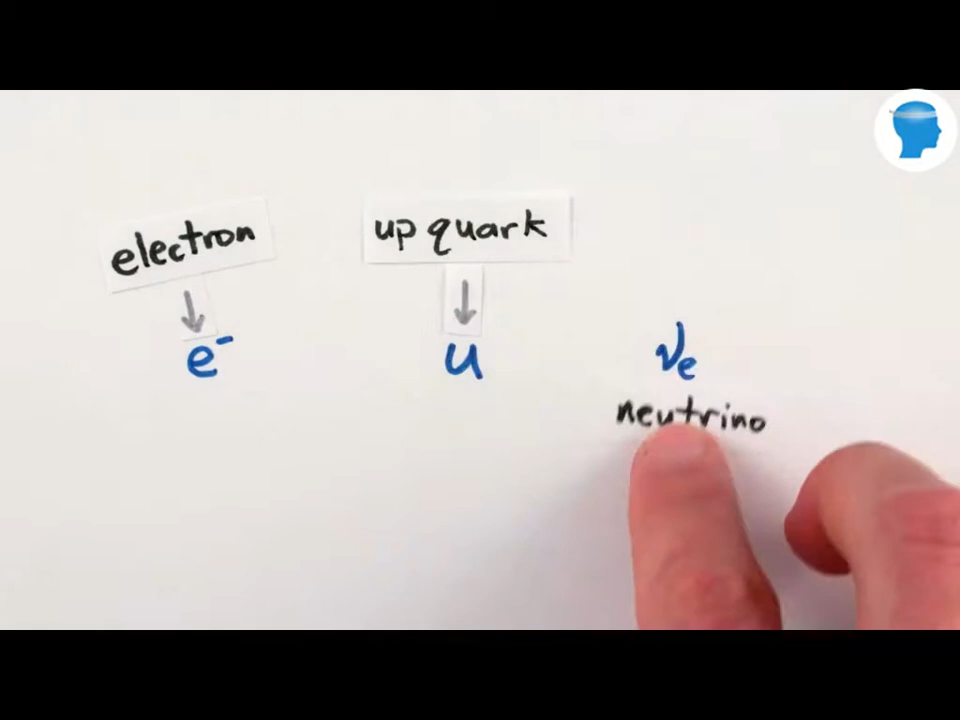 electron
up quark
e⁻
u
νe
neutrino